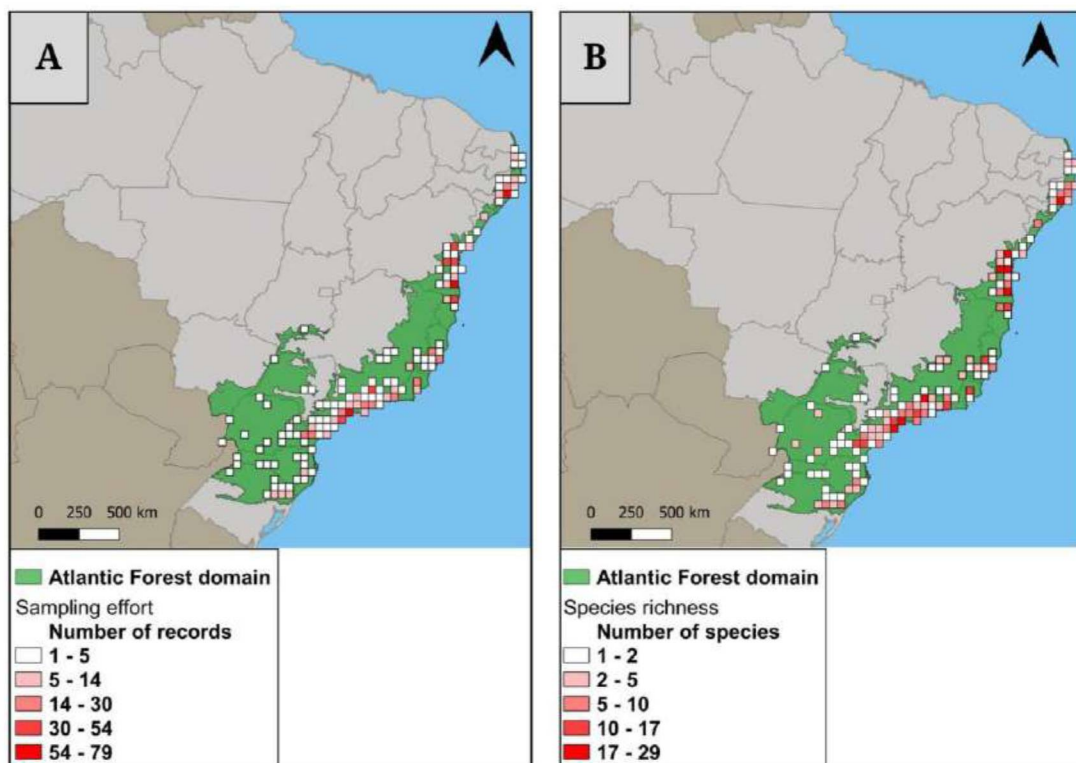 A
0 250 500 km
Atlantic Forest domain
Sampling effort
Number of records
1 - 5
5 - 14
14 - 30
30 - 54
54 - 79
B
0 250 500 km
Atlantic Forest domain
Species richness
Number of species
1 - 2
2 - 5
5 - 10
10 - 17
17 - 29